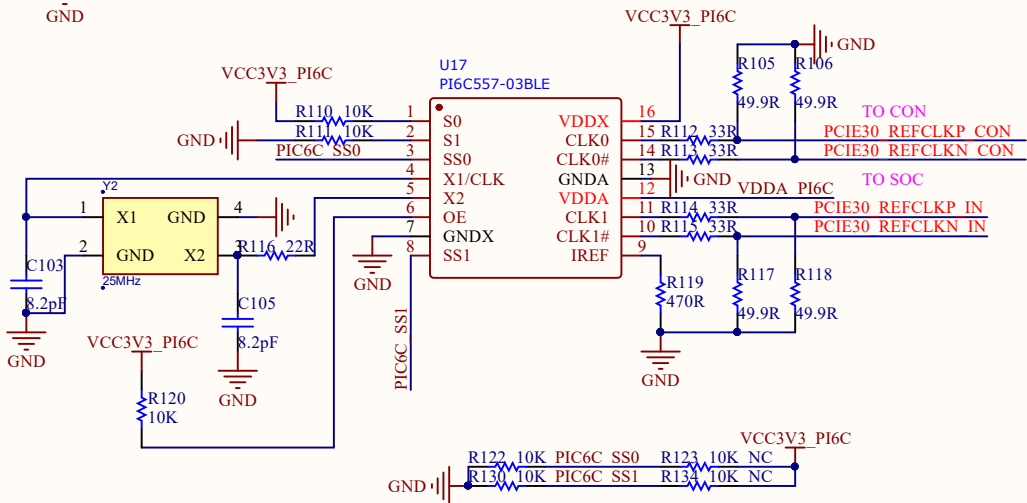 GND
VCC3V3_PI6C
U17
PI6C557-03BLE
VCC3V3_PI6C
GND
R105
R106
49.9R
49.9R
R110
10K
1
S0
VDDX
16
TO CON
GND
R111
10K
2
S1
CLK0
15
R112
33R
PCIE30_REFCLKP_CON
PIC6C_SS0
3
SS0
CLK0#
14
R113
33R
PCIE30_REFCLKN_CON
4
X1/CLK
GNDA
13
GND
TO SOC
5
X2
VDDA
12
VDDA_PI6C
6
OE
CLK1
11
R114
33R
PCIE30_REFCLKP_IN
7
GNDX
CLK1#
10
R115
33R
PCIE30_REFCLKN_IN
8
SS1
IREF
9
Y2
1
X1
GND
4
2
GND
X2
3
25MHz
R116
22R
GND
C103
8.2pF
GND
C105
8.2pF
GND
R119
470R
R117
49.9R
R118
49.9R
GND
PIC6C_SS1
VCC3V3_PI6C
R120
10K
VCC3V3_PI6C
R122
10K
PIC6C_SS0
R123
10K_NC
GND
R130
10K
PIC6C_SS1
R134
10K_NC